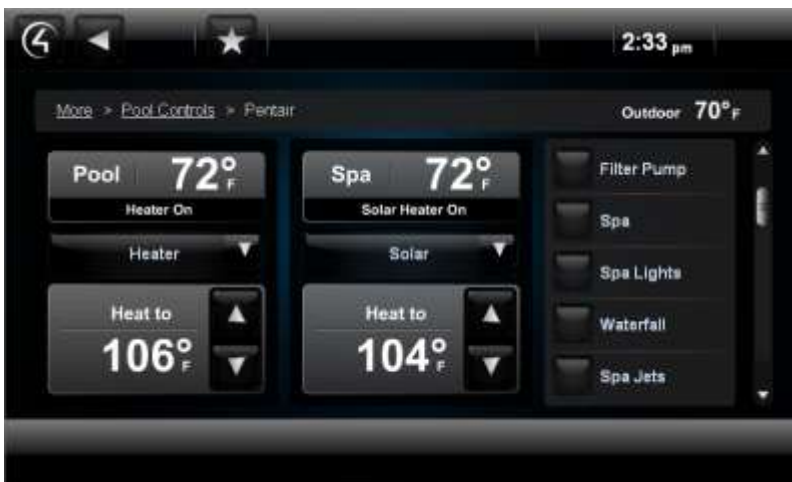 2:33 pm
More > Pool Controls > Pentair
Outdoor 70°F
Pool 72°F
Heater On
Heater
Heat to
106°F
Spa 72°F
Solar Heater On
Solar
Heat to
104°F
Filter Pump
Spa
Spa Lights
Waterfall
Spa Jets